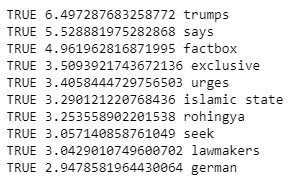 TRUE 6.497287683258772 trumps
TRUE 5.528881975282868 says
TRUE 4.961962816871995 factbox
TRUE 3.5093921743672136 exclusive
TRUE 3.4058444729756503 urges
TRUE 3.290121220768436 islamic state
TRUE 3.253558902201538 rohingya
TRUE 3.057140858761049 seek
TRUE 3.0429010749600702 lawmakers
TRUE 2.9478581964430064 german